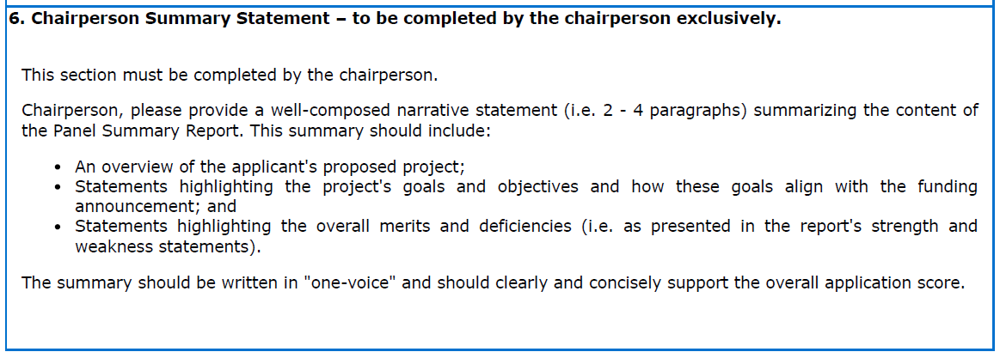 6. Chairperson Summary Statement – to be completed by the chairperson exclusively.
This section must be completed by the chairperson.
Chairperson, please provide a well-composed narrative statement (i.e. 2 - 4 paragraphs) summarizing the content of
the Panel Summary Report. This summary should include:
• An overview of the applicant's proposed project;
• Statements highlighting the project's goals and objectives and how these goals align with the funding
announcement; and
• Statements highlighting the overall merits and deficiencies (i.e. as presented in the report's strength and
weakness statements).
The summary should be written in "one-voice" and should clearly and concisely support the overall application score.